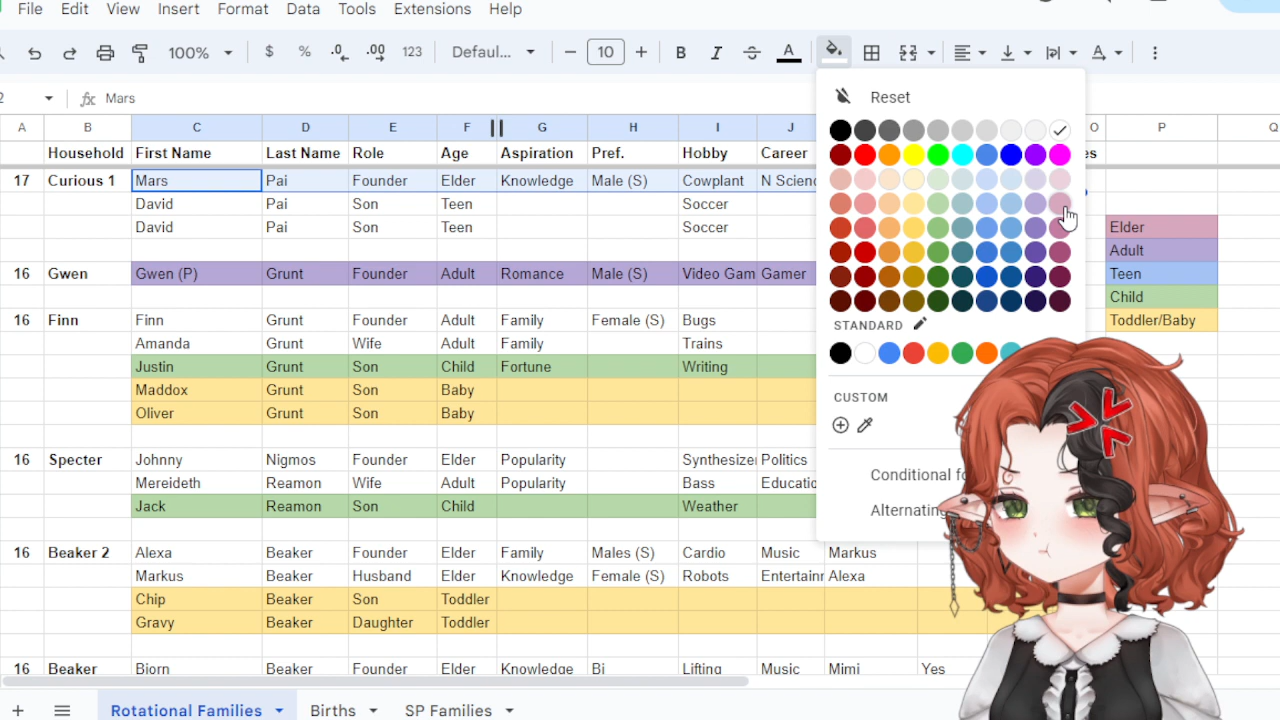 File Edit View Insert Format Data Tools Extensions Help
100% $ % .0 .00 123 Defaul... 10 B I A
Mars
A B C D E F G H I J O P Q
Household First Name Last Name Role Age Aspiration Pref. Hobby Career
17 Curious 1 Mars Pai Founder Elder Knowledge Male (S) Cowplant N Scienc
David Pai Son Teen Soccer
David Pai Son Teen Soccer
16 Gwen Gwen (P) Grunt Founder Adult Romance Male (S) Video Gam Gamer
16 Finn Finn Grunt Founder Adult Family Female (S) Bugs
Amanda Grunt Wife Adult Family Trains
Justin Grunt Son Child Fortune Writing
Maddox Grunt Son Baby
Oliver Grunt Son Baby
16 Specter Johnny Nigmos Founder Elder Popularity Synthesizer Politics
Mereideth Reamon Wife Adult Popularity Bass Educatio
Jack Reamon Son Child Weather
16 Beaker 2 Alexa Beaker Founder Elder Family Males (S) Cardio Music Markus
Markus Beaker Husband Elder Knowledge Female (S) Robots Entertainr Alexa
Chip Beaker Son Toddler
Gravy Beaker Daughter Toddler
16 Beaker Bjorn Beaker Founder Elder Knowledge Bi Lifting Music Mimi Yes
Reset
STANDARD
CUSTOM
Conditional fo
Alternating
Elder
Adult
Teen
Child
Toddler/Baby
Rotational Families Births SP Families